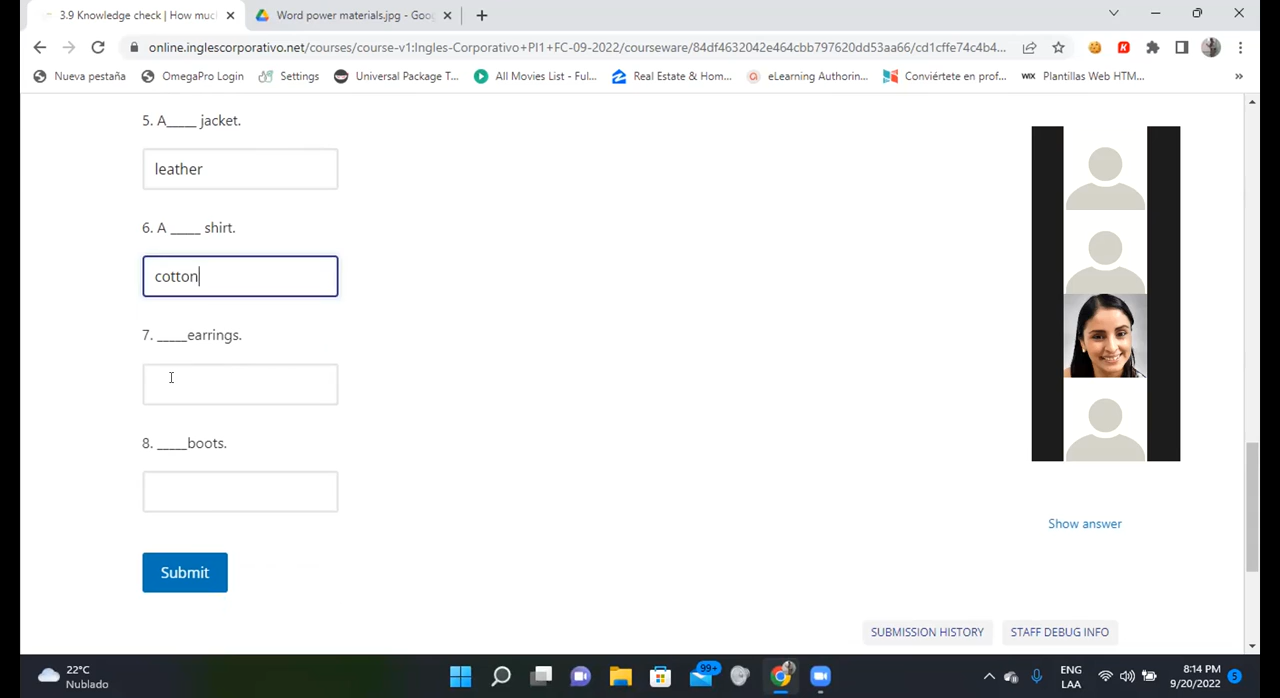 3.9 Knowledge check | How muc
Word power materials.jpg - Goo
online.inglescorporativo.net/courses/course-v1:Ingles-Corporativo+PI1+FC-09-2022/courseware/84df4632042e464cbb797620dd53aa66/cd1cffe74c4b4...
Nueva pestaña
OmegaPro Login
Settings
Universal Package T...
All Movies List - Ful...
Real Estate & Hom...
eLearning Authorin...
Conviértete en prof...
WIX Plantillas Web HTM...
»
5. A_____ jacket.
leather
6. A _____ shirt.
cotton
7. _____earrings.
8. _____boots.
Show answer
Submit
SUBMISSION HISTORY
STAFF DEBUG INFO
22°C
Nublado
99+
ENG
LAA
8:14 PM
9/20/2022
5